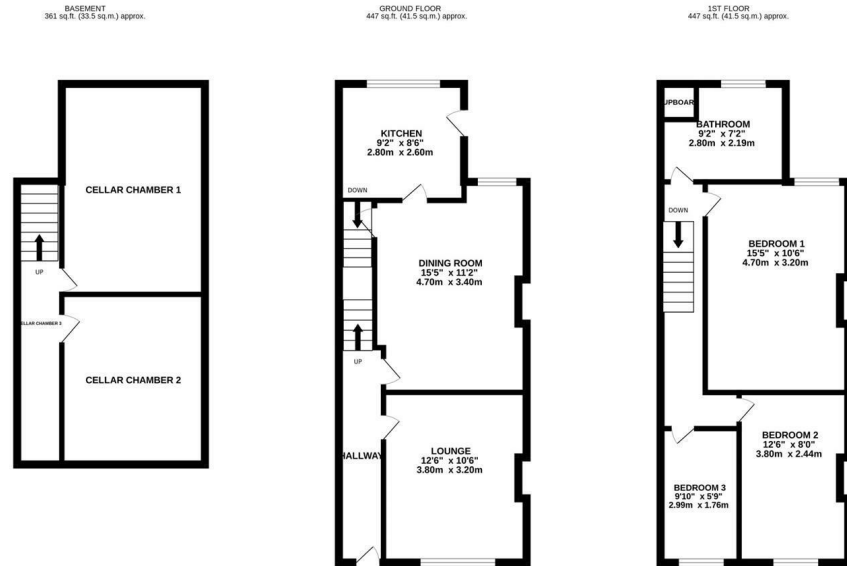 BASEMENT
361 sq.ft. (33.5 sq.m.) approx.
CELLAR CHAMBER 1
UP
CELLAR CHAMBER 2
GROUND FLOOR
447 sq.ft. (41.5 sq.m.) approx.
KITCHEN
9'2" x 8'6"
2.80m x 2.60m
DOWN
DINING ROOM
15'5" x 11'2"
4.70m x 3.40m
UP
HALLWAY
LOUNGE
12'6" x 10'6"
3.80m x 3.20m
1ST FLOOR
447 sq.ft. (41.5 sq.m.) approx.
UPBOAR
BATHROOM
9'2" x 7'2"
2.80m x 2.19m
DOWN
BEDROOM 1
15'5" x 10'6"
4.70m x 3.20m
BEDROOM 2
12'6" x 8'0"
3.80m x 2.44m
BEDROOM 3
9'10" x 5'9"
2.99m x 1.76m